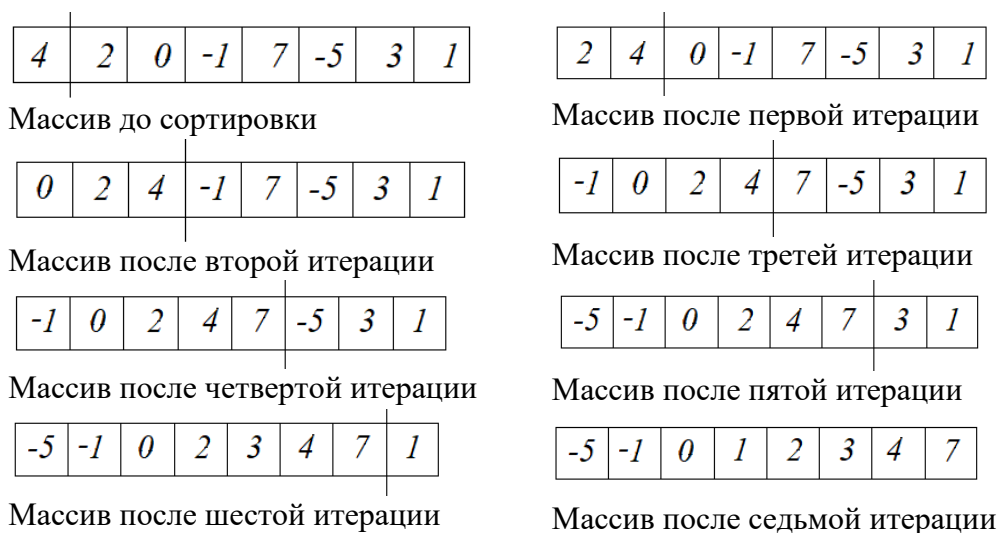 4 2 0 -1 7 -5 3 1
Массив до сортировки
2 4 0 -1 7 -5 3 1
Массив после первой итерации
0 2 4 -1 7 -5 3 1
Массив после второй итерации
-1 0 2 4 7 -5 3 1
Массив после третей итерации
-1 0 2 4 7 -5 3 1
Массив после четвертой итерации
-5 -1 0 2 4 7 3 1
Массив после пятой итерации
-5 -1 0 2 3 4 7 1
Массив после шестой итерации
-5 -1 0 1 2 3 4 7
Массив после седьмой итерации